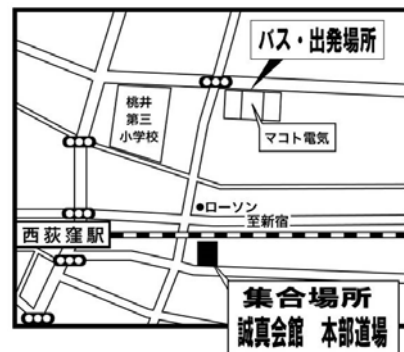 バス・出発場所
桃井
第三
小学校
マコト電気
ローソン
至新宿
西荻窪駅
集合場所
誠真会館 本部道場